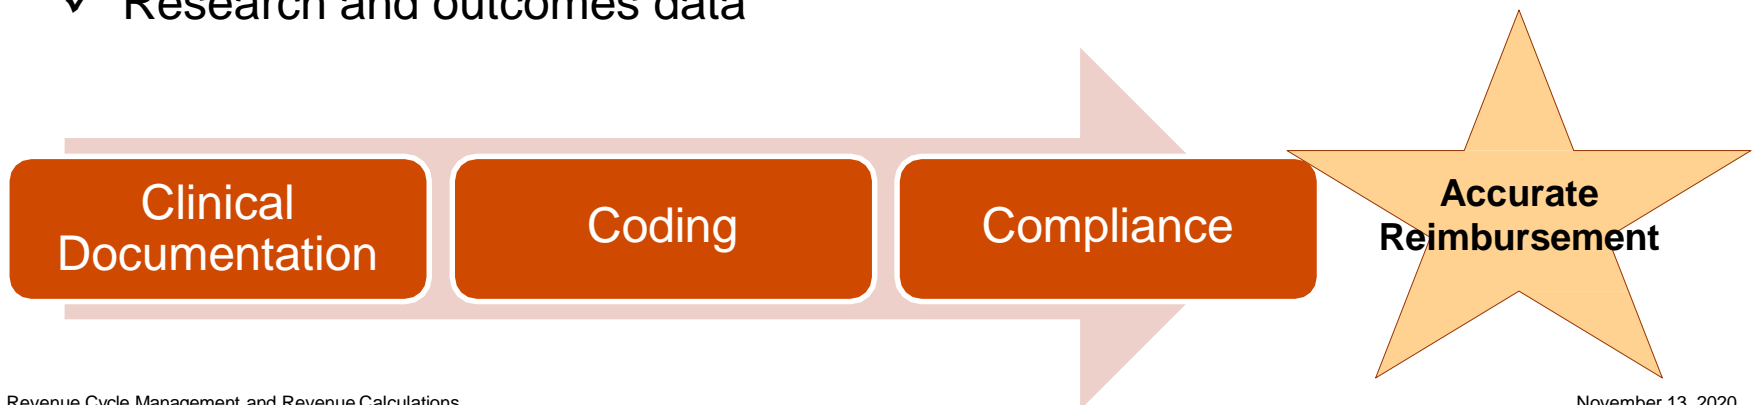 ✓ Research and outcomes data
Clinical
Documentation
Coding
Compliance
Accurate
Reimbursement
Revenue Cycle Management and Revenue Calculations
November 13, 2020